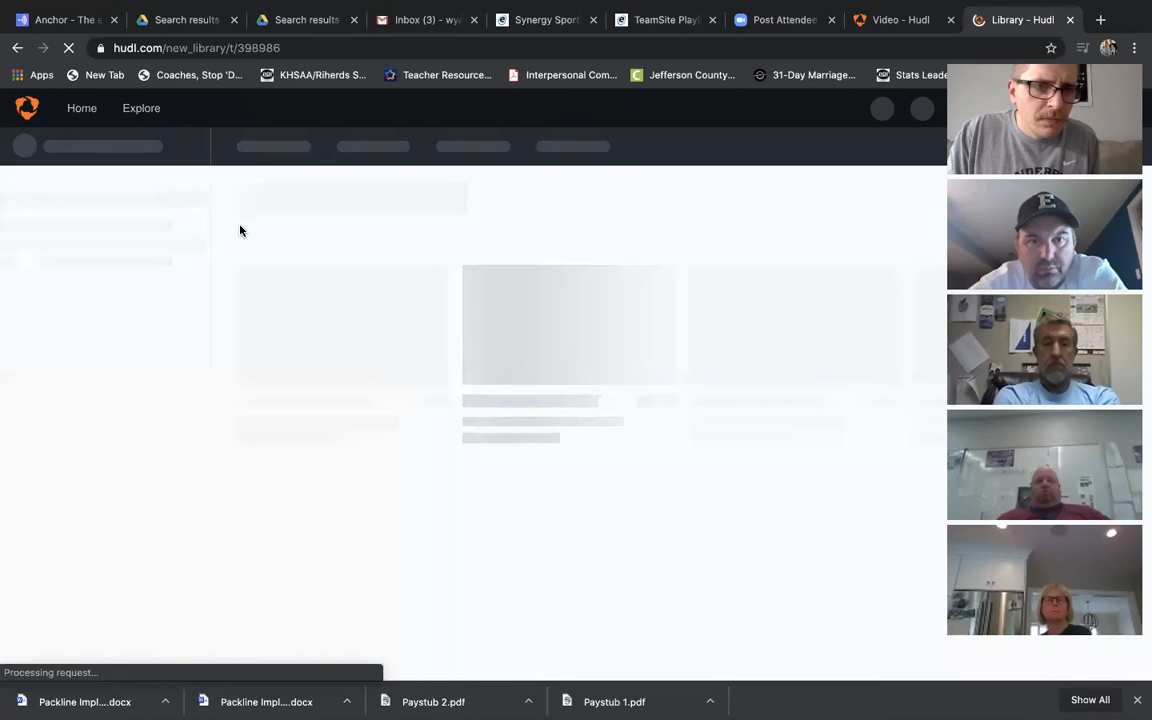 Anchor - The e
Search results
Search results
Inbox (3) - wy
Synergy Sport
TeamSite Play
Post Attendee
Video - Hudl
Library - Hudl
hudl.com/new_library/t/398986
Apps
New Tab
Coaches, Stop 'D...
KHSAA/Riherds S...
Teacher Resource...
Interpersonal Com...
Jefferson County...
31-Day Marriage...
Stats Leade
Home
Explore
E
Processing request...
Packline Impl....docx
Packline Impl....docx
Paystub 2.pdf
Paystub 1.pdf
Show All